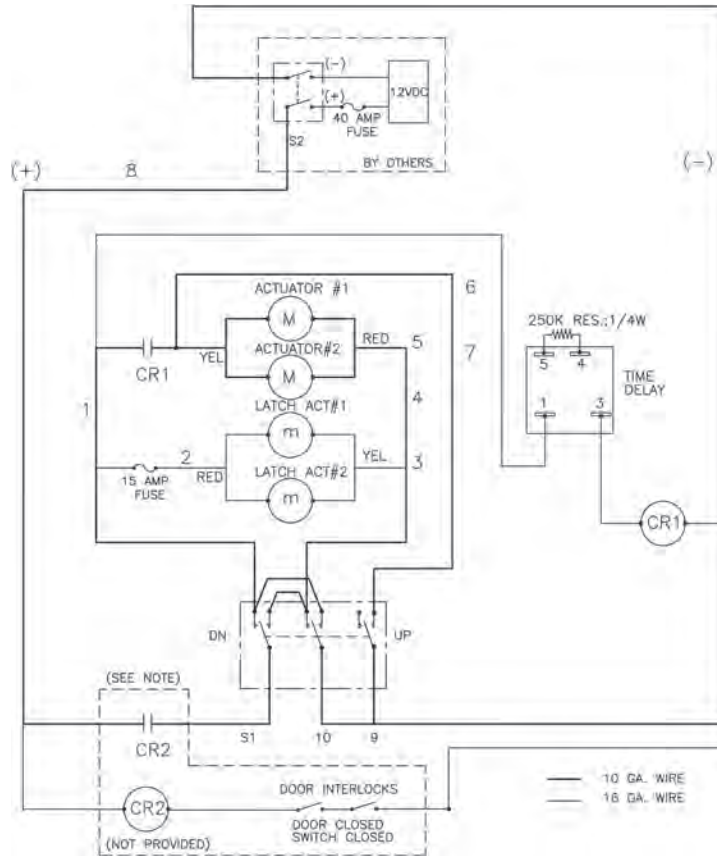 (-)
12VDC
(+)
40 AMP
FUSE
S2
BY OTHERS
(+)
8
(-)
6
ACTUATOR #1
M
250K RES.;1/4W
RED
5
7
ACTUATOR#2
YEL
CR1
M
5
4
TIME
DELAY
1
3
4
1
LATCH ACT#1
m
2
YEL
3
RED
LATCH ACT#2
15 AMP
FUSE
m
CR1
DN
UP
(SEE NOTE)
S1
10
9
CR2
DOOR INTERLOCKS
10 GA. WIRE
16 GA. WIRE
CR2
DOOR CLOSED
SWITCH CLOSED
(NOT PROVIDED)